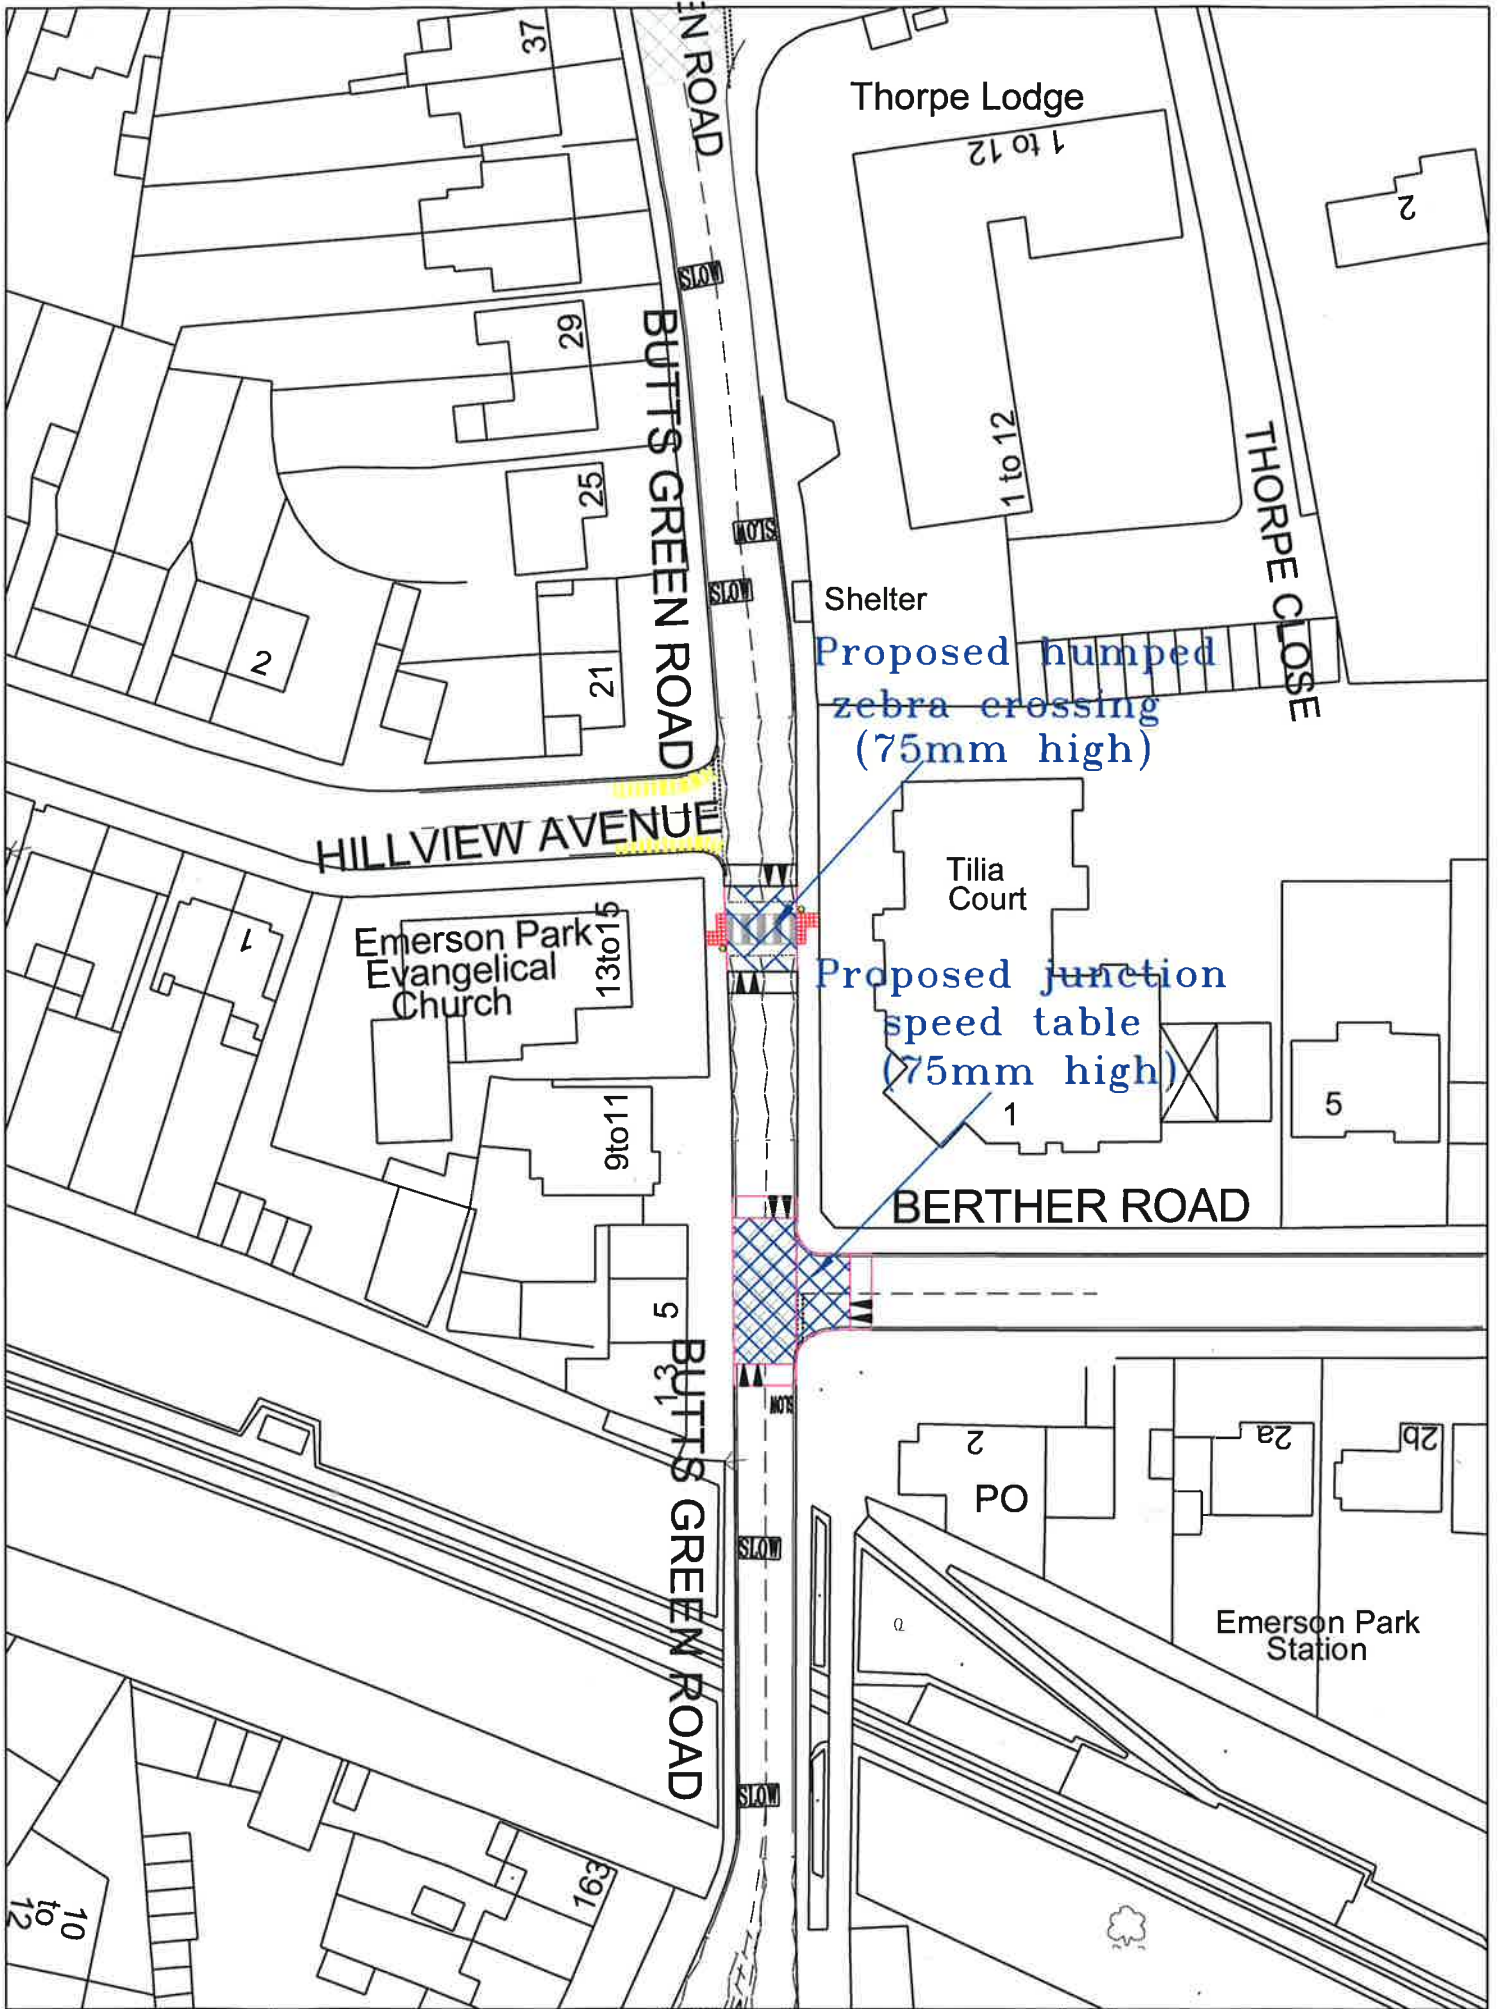 EN ROAD
37
Thorpe Lodge
1 to 12
2
SLOW
29
BUTTS GREEN ROAD
1 to 12
THORPE CLOSE
25
SLOW
SLOW
Shelter
2
21
Proposed humped
zebra crossing
(75mm high)
HILLVIEW AVENUE
Tilia
Court
1
Emerson Park
Evangelical
Church
13to15
Proposed junction
speed table
(75mm high)
9to11
1
5
BERTHER ROAD
5
13
BUTTS GREEN ROAD
SLOW
2
2a
2b
PO
SLOW
Emerson Park
Station
SLOW
163
10
to
12